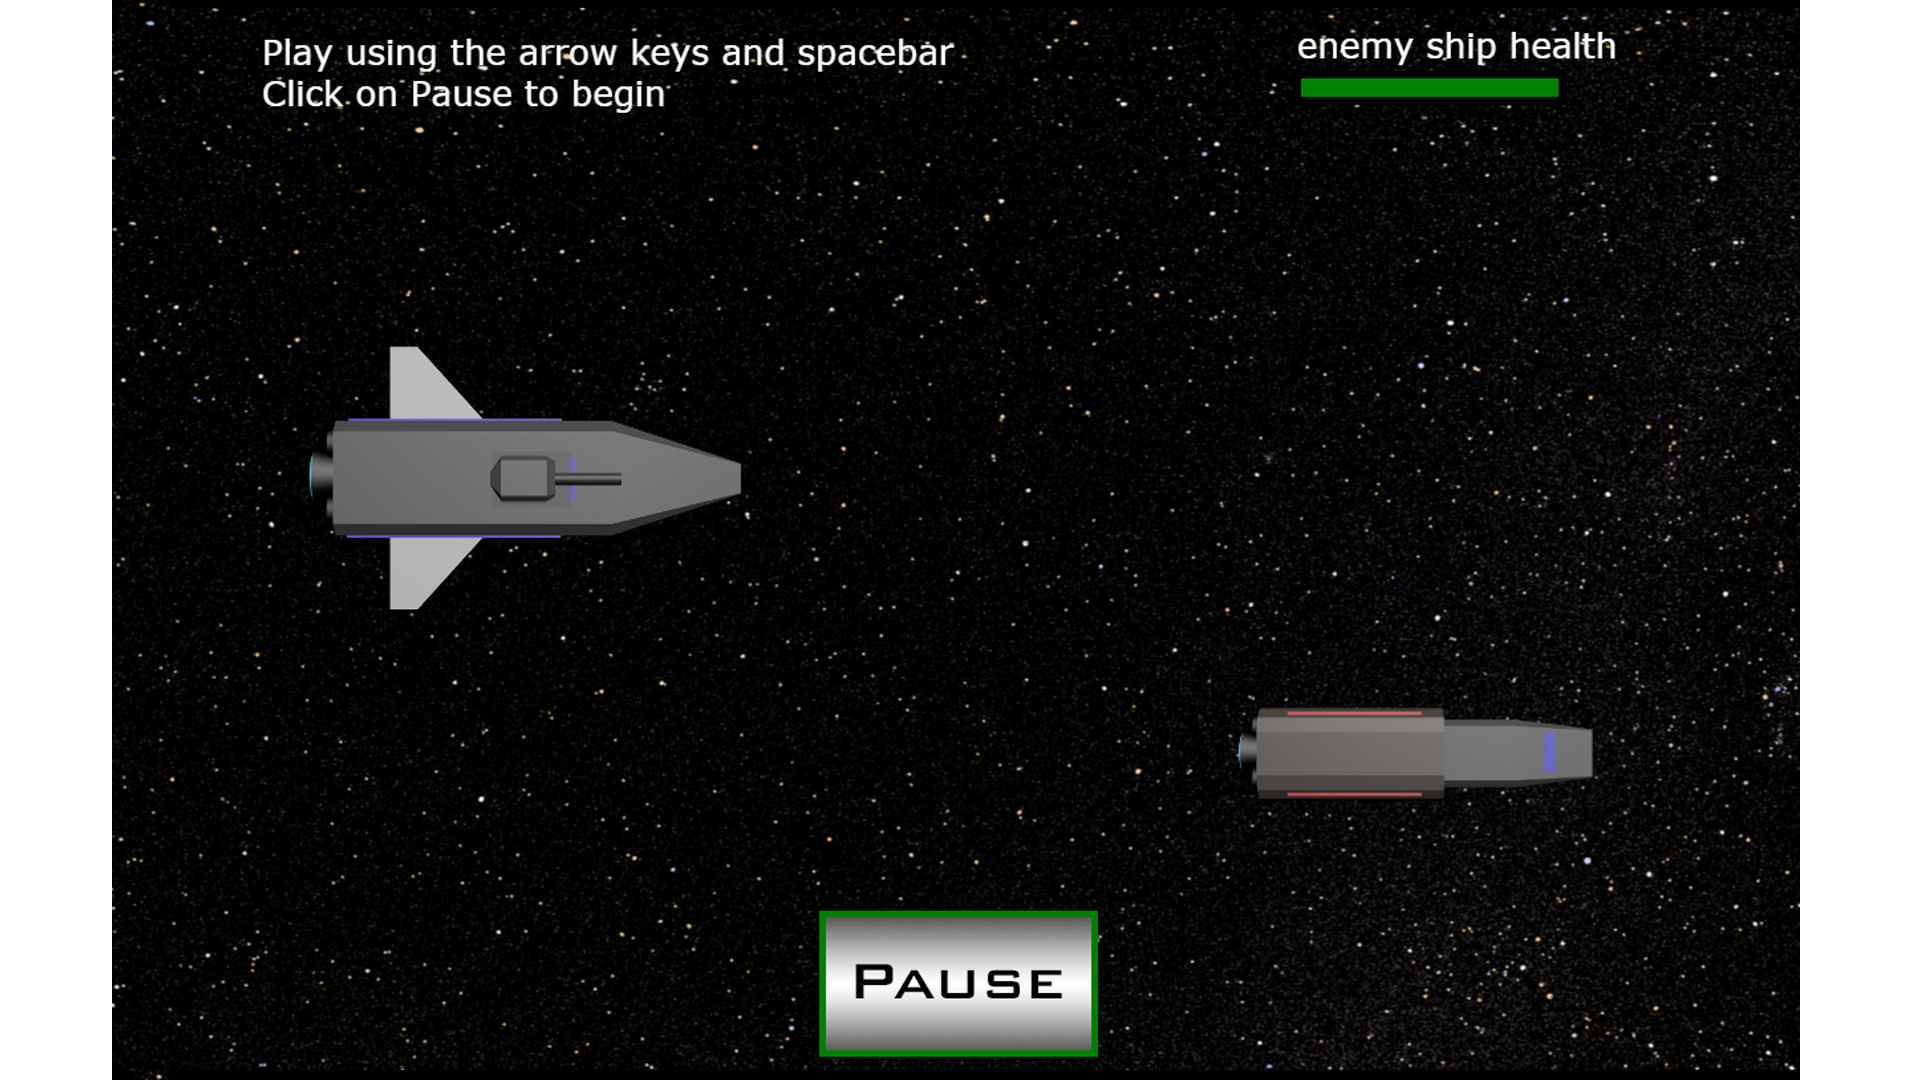 Play using the arrow keys and spacebar
Click on Pause to begin
enemy ship health
Pause